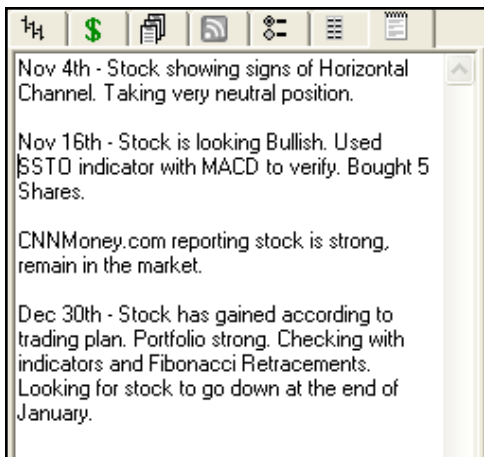 $
Nov 4th - Stock showing signs of Horizontal
Channel. Taking very neutral position.
Nov 16th - Stock is looking Bullish. Used
SSTO indicator with MACD to verify. Bought 5
Shares.
CNNMoney.com reporting stock is strong,
remain in the market.
Dec 30th - Stock has gained according to
trading plan. Portfolio strong. Checking with
indicators and Fibonacci Retracements.
Looking for stock to go down at the end of
January.